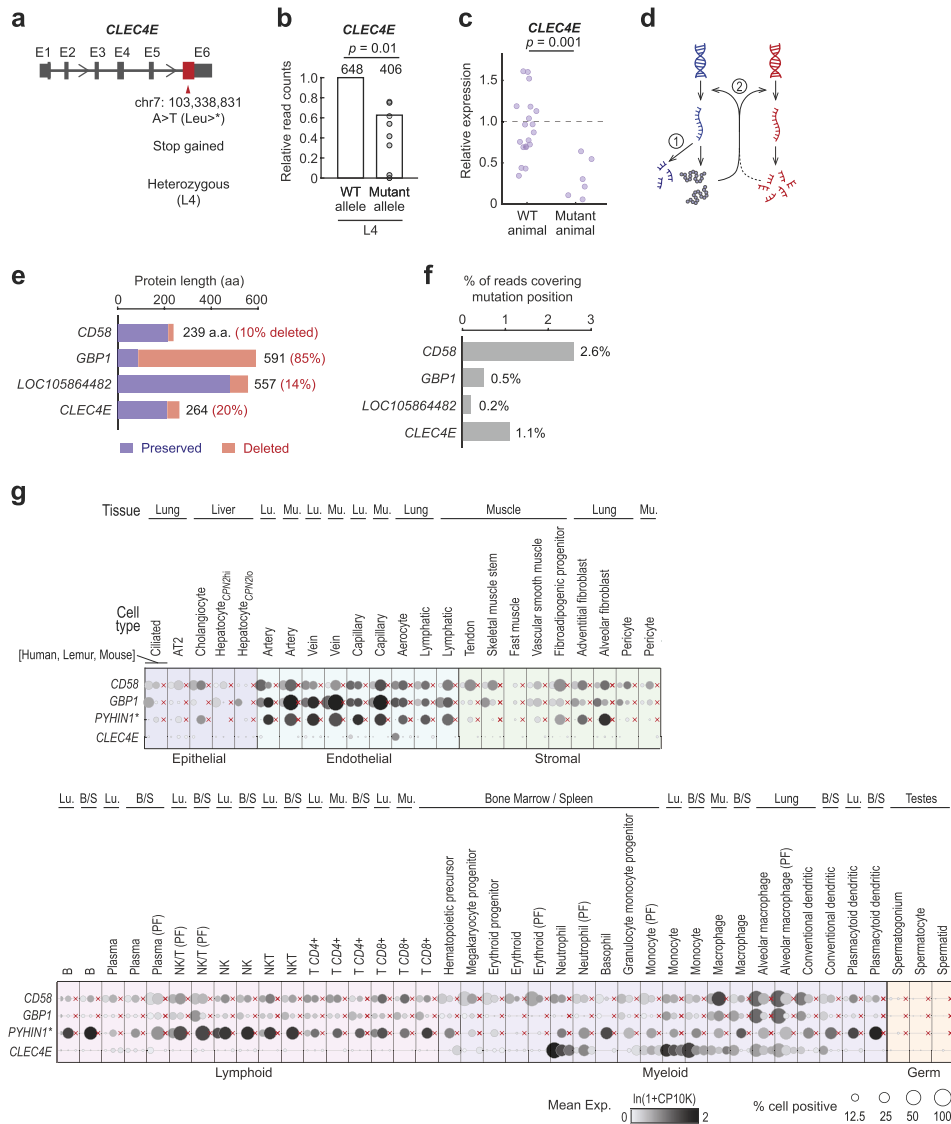 a
CLEC4E
E1 E2 E3 E4 E5 E6
chr7: 103,338,831
A>T (Leu>*)
Stop gained
Heterozygous
(L4)
b
CLEC4E
p = 0.01
648 406
Relative read counts
1.0
0.8
0.6
0.4
0.2
0
WT allele
Mutant allele
L4
c
CLEC4E
p = 0.001
Relative expression
1.5
1.0
0.5
0
WT animal
Mutant animal
d
1
2
e
Protein length (aa)
0 200 400 600
CD58 239 a.a. (10% deleted)
GBP1 591 (85%)
LOC105864482 557 (14%)
CLEC4E 264 (20%)
Preserved Deleted
f
% of reads covering
mutation position
0 1 2 3
CD58 2.6%
GBP1 0.5%
LOC105864482 0.2%
CLEC4E 1.1%
g
Tissue Lung Liver Lu. Mu. Lu. Mu. Lu. Mu. Lung Muscle Lung Mu.
Cell
type
[Human, Lemur, Mouse]
Ciliated
AT2
Cholangiocyte
Hepatocyte CPN2hi
Hepatocyte CPN2lo
Artery
Artery
Vein
Vein
Capillary
Capillary
Aerocyte
Lymphatic
Lymphatic
Tendon
Skeletal muscle stem
Fast muscle
Vascular smooth muscle
Fibroadipogenic progenitor
Adventitial fibroblast
Alveolar fibroblast
Pericyte
Pericyte
CD58
GBP1
PYHIN1*
CLEC4E
Epithelial Endothelial Stromal
Lu. B/S Lu. B/S Lu. B/S Lu. B/S Lu. B/S Lu. Mu. B/S Lu. Mu. Bone Marrow / Spleen Lu. B/S Mu. B/S Lung B/S Lu. B/S Testes
B
B
Plasma
Plasma
Plasma (PF)
NK/T (PF)
NK/T (PF)
NK
NK
NKT
NKT
T CD4+
T CD4+
T CD4+
T CD8+
T CD8+
T CD8+
Hematopoietic precursor
Megakaryocyte progenitor
Erythroid progenitor
Erythroid
Erythroid (PF)
Neutrophil
Neutrophil (PF)
Basophil
Granulocyte monocyte progenitor
Monocyte (PF)
Monocyte
Monocyte
Macrophage
Macrophage
Alveolar macrophage
Alveolar macrophage (PF)
Conventional dendritic
Conventional dendritic
Plasmacytoid dendritic
Plasmacytoid dendritic
Spermatogonium
Spermatocyte
Spermatid
CD58
GBP1
PYHIN1*
CLEC4E
Lymphoid Myeloid Germ
Mean Exp. ln(1+CP10K) 0 2
% cell positive 12.5 25 50 100